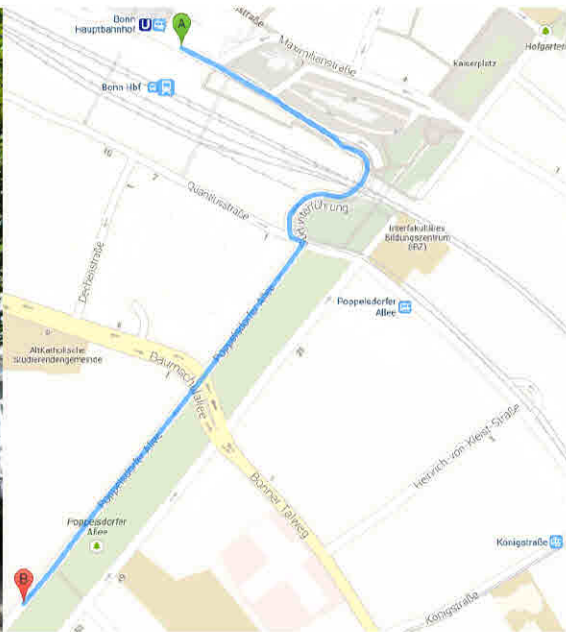 Bonn
Hauptbahnhof
U
A
Maximilianstraße
Hofgarten
Kaiserplatz
Bonn Hbf
Quantiusstraße
Unterführung
Interfakultäres
Bildungszentrum
(IBZ)
Dechenstraße
Poppelsdorfer
Allee
Poppelsdorfer Allee
AltKatholische
Studierendengemeinde
Baumschulallee
Poppelsdorfer Allee
Heinrich-von-Kleist-Straße
Bonner Talweg
Poppelsdorfer
Allee
Königstraße
B
Königstraße